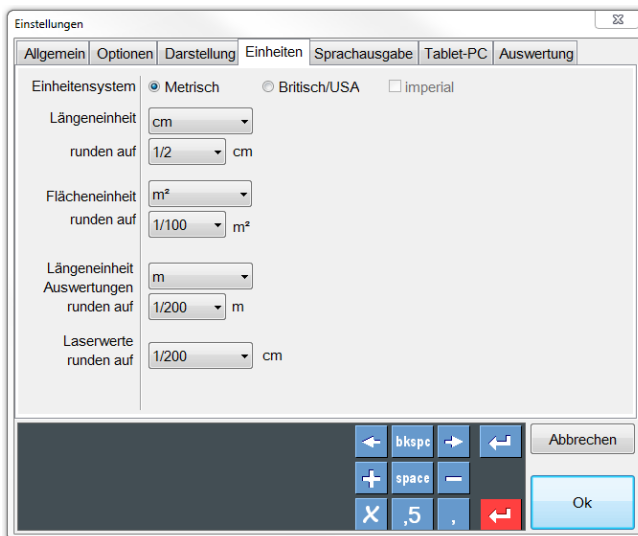 Einstellungen
Allgemein Optionen Darstellung Einheiten Sprachausgabe Tablet-PC Auswertung
Einheitensystem Metrisch Britisch/USA imperial
Längeneinheit cm
runden auf 1/2 cm
Flächeneinheit m²
runden auf 1/100 m²
Längeneinheit
Auswertungen m
runden auf 1/200 m
Laserwerte
runden auf 1/200 cm
bkspc Abbrechen
+ space −
X ,5 , Ok